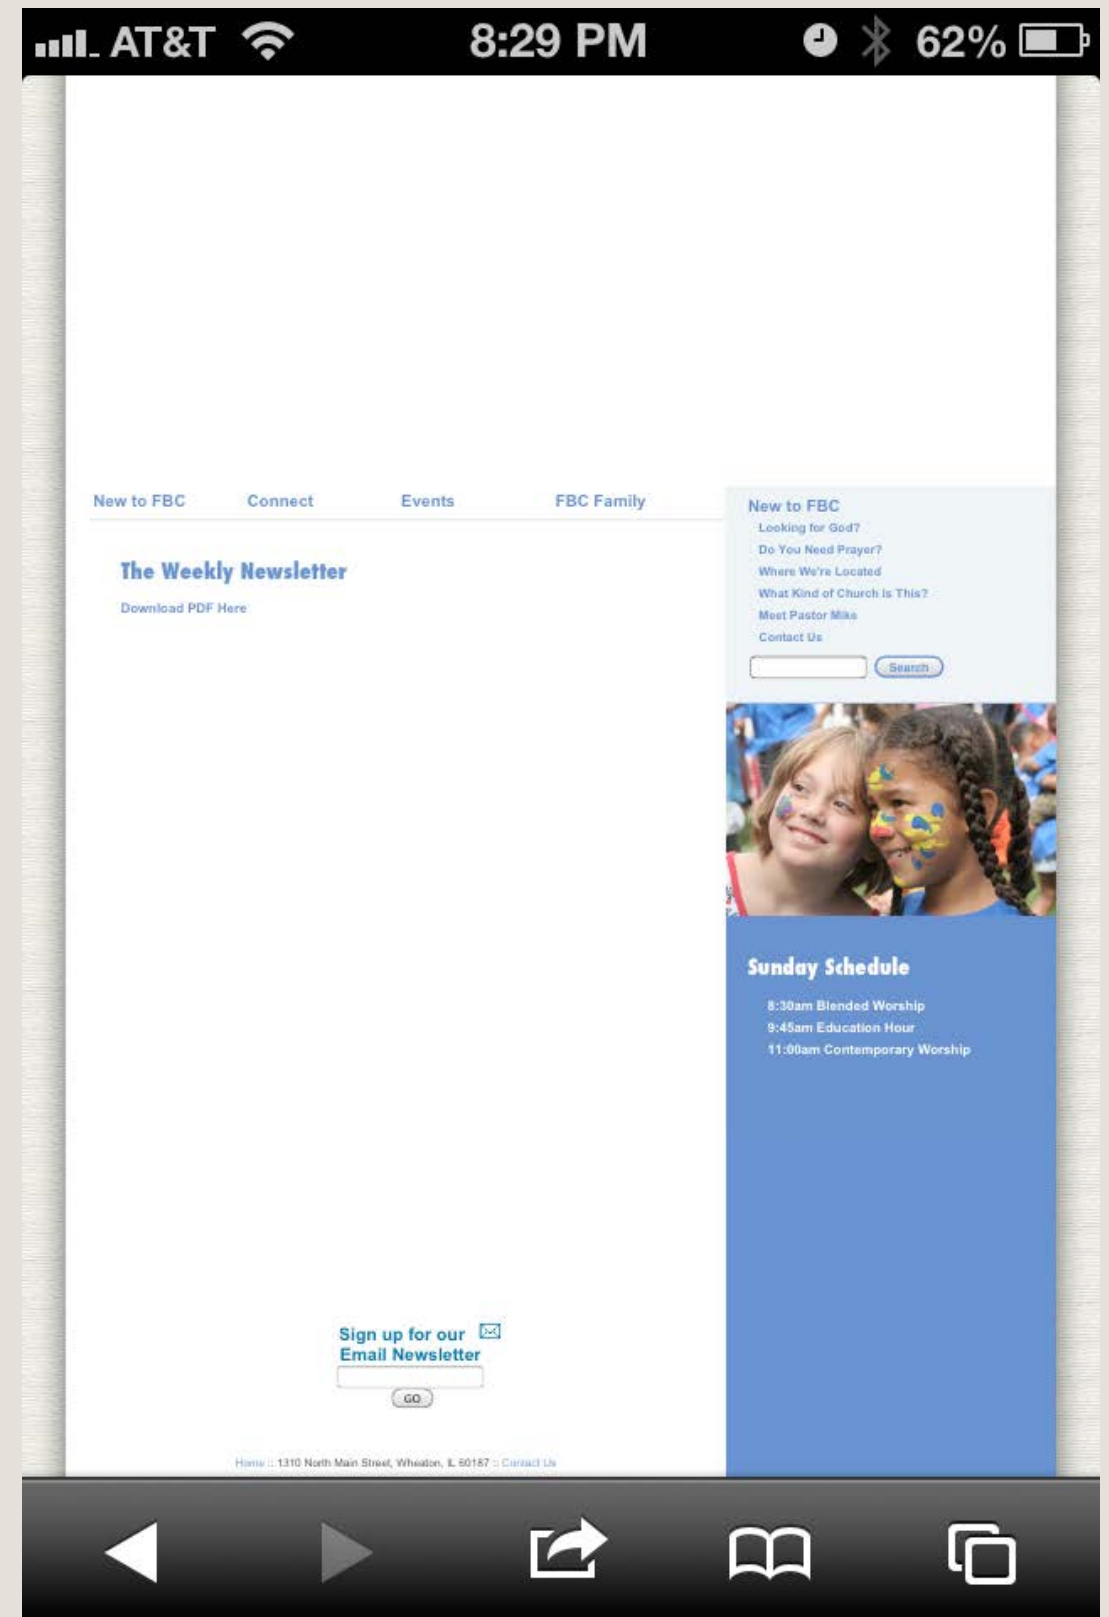 AT&T 8:29 PM 62%
New to FBC Connect Events FBC Family
The Weekly Newsletter
Download PDF Here
New to FBC
Looking for God?
Do You Need Prayer?
Where We're Located
What Kind of Church Is This?
Meet Pastor Mike
Contact Us
Search
Sunday Schedule
8:30am Blended Worship
9:45am Education Hour
11:00am Contemporary Worship
Sign up for our
Email Newsletter
GO
Home :: 1310 North Main Street, Wheaton, IL 60187 :: Contact Us